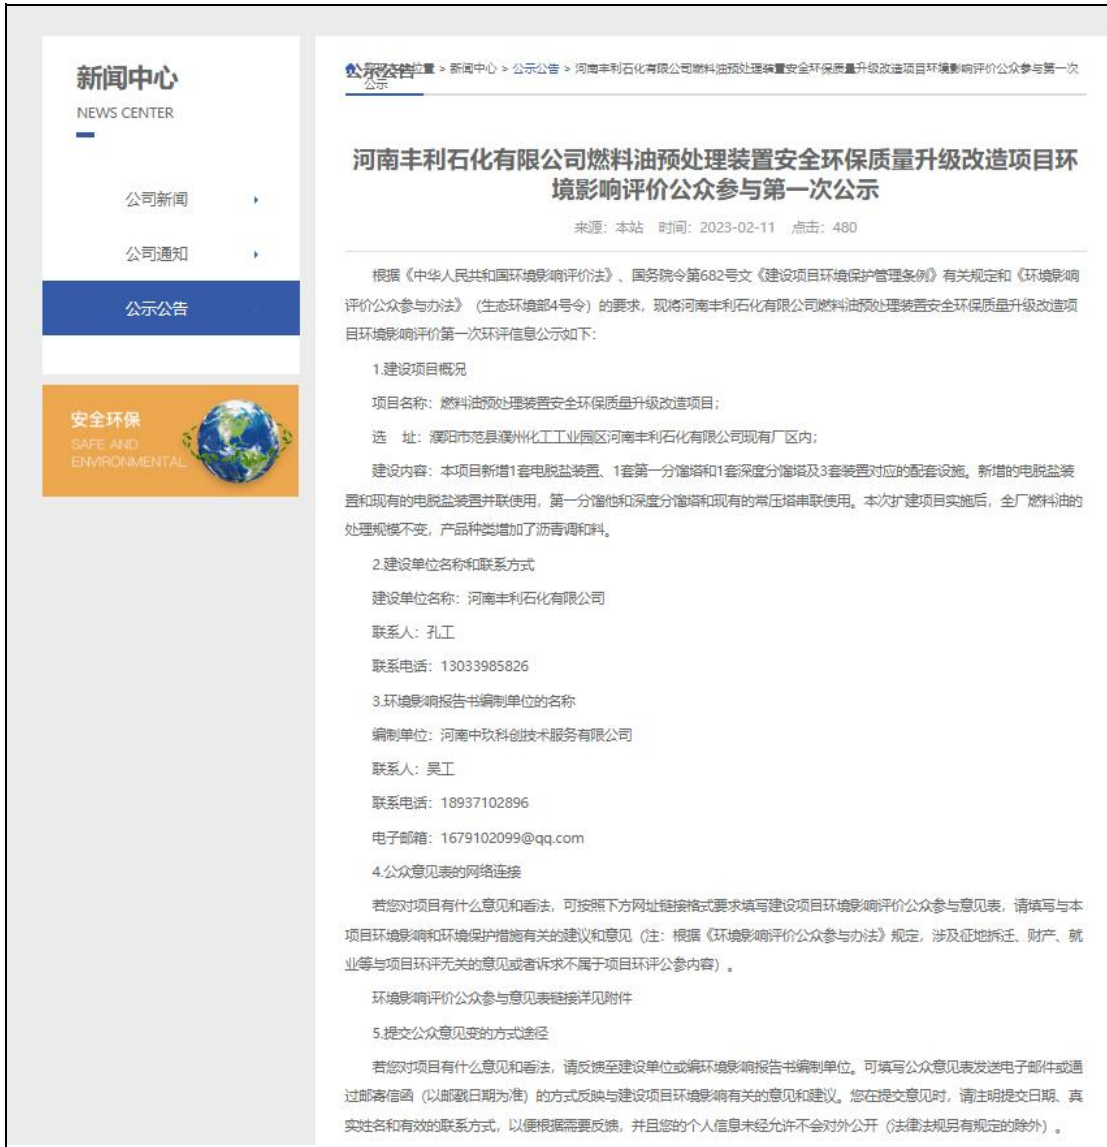 新闻中心
NEWS CENTER
公司新闻
公司通知
公示公告
安全环保
SAFE AND
ENVIRONMENTAL
公示公告
位置 > 新闻中心 > 公示公告 > 河南丰利石化有限公司燃料油预处理装置安全环保质量升级改造项目环境影响评价公众参与第一次
公示
河南丰利石化有限公司燃料油预处理装置安全环保质量升级改造项目环
境影响评价公众参与第一次公示
来源：本站 时间：2023-02-11 点击：480
根据《中华人民共和国环境影响评价法》、国务院令第682号文《建设项目环境保护管理条例》有关规定和《环境影响
评价公众参与办法》（生态环境部4号令）的要求，现将河南丰利石化有限公司燃料油预处理装置安全环保质量升级改造项
目环境影响评价第一次环评信息公示如下：
1.建设项目概况
项目名称：燃料油预处理装置安全环保质量升级改造项目；
选 址：濮阳市范县濮州化工工业园区河南丰利石化有限公司现有厂区内；
建设内容：本项目新增1套电脱盐装置、1套第一分馏塔和1套深度分馏塔及3套装置对应的配套设施。新增的电脱盐装
置和现有的电脱盐装置并联使用，第一分馏他和深度分馏塔和现有的常压塔串联使用。本次扩建项目实施后，全厂燃料油的
处理规模不变，产品种类增加了沥青调和料。
2.建设单位名称和联系方式
建设单位名称：河南丰利石化有限公司
联系人：孔工
联系电话：13033985826
3.环境影响报告书编制单位的名称
编制单位：河南中玖科创技术服务有限公司
联系人：吴工
联系电话：18937102896
电子邮箱：1679102099@qq.com
4.公众意见表的网络连接
若您对项目有什么意见和看法，可按照下方网址链接格式要求填写建设项目环境影响评价公众参与意见表，请填写与本
项目环境影响和环境保护措施有关的建议和意见（注：根据《环境影响评价公众参与办法》规定，涉及征地拆迁、财产、就
业等与项目环评无关的意见或者诉求不属于项目环评公参内容）。
环境影响评价公众参与意见表链接详见附件
5.提交公众意见变的方式途径
若您对项目有什么意见和看法，请反馈至建设单位或编环境影响报告书编制单位。可填写公众意见表发送电子邮件或通
过邮寄信函（以邮戳日期为准）的方式反映与建设项目环境影响有关的意见和建议。您在提交意见时，请注明提交日期、真
实姓名和有效的联系方式，以便根据需要反馈，并且您的个人信息未经允许不会对外公开（法律法规另有规定的除外）。